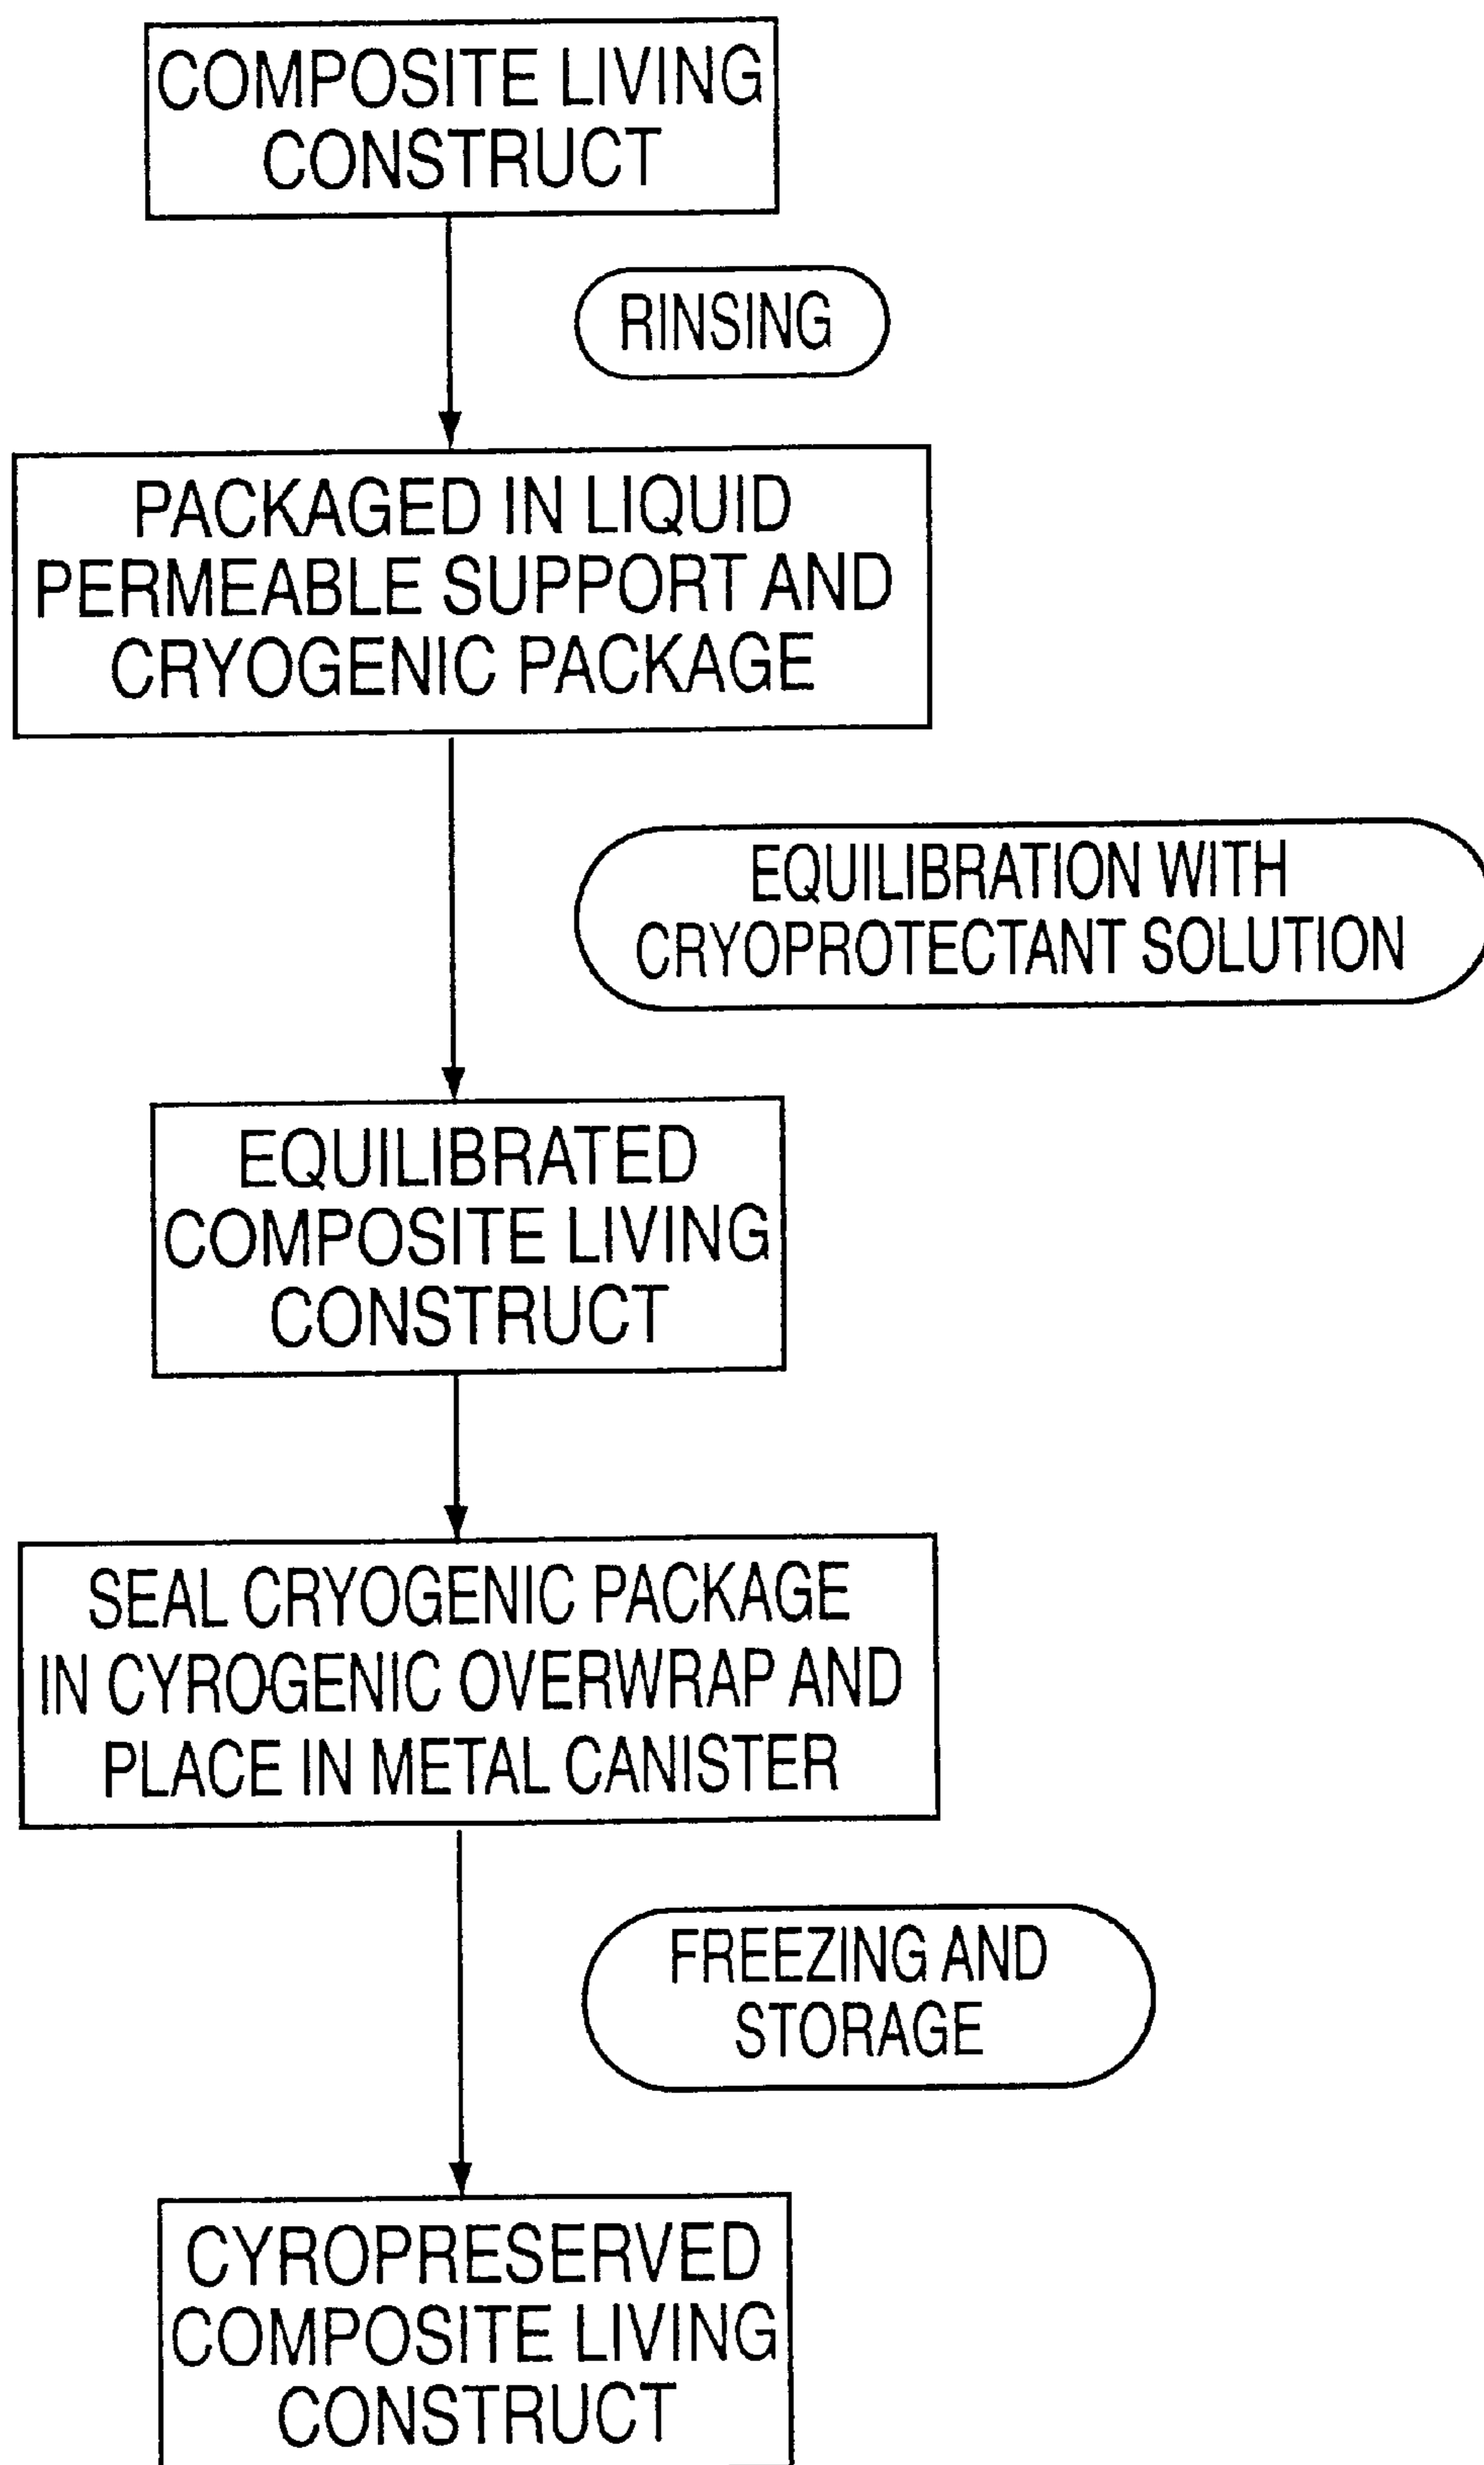 COMPOSITE LIVING
CONSTRUCT
RINSING
PACKAGED IN LIQUID
PERMEABLE SUPPORT AND
CRYOGENIC PACKAGE
EQUILIBRATION WITH
CRYOPROTECTANT SOLUTION
EQUILIBRATED
COMPOSITE LIVING
CONSTRUCT
SEAL CRYOGENIC PACKAGE
IN CYROGENIC OVERWRAP AND
PLACE IN METAL CANISTER
FREEZING AND
STORAGE
CYROPRESERVED
COMPOSITE LIVING
CONSTRUCT